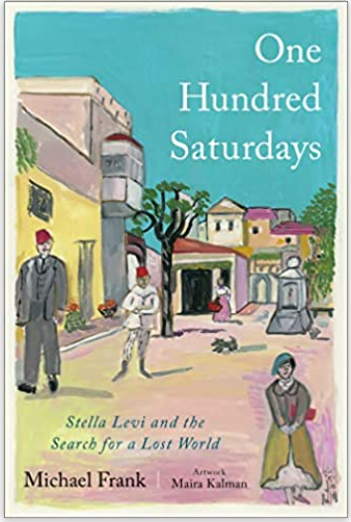 One
Hundred
Saturdays
Stella Levi and the
Search for a Lost World
Michael Frank
Artwork
Maira Kalman